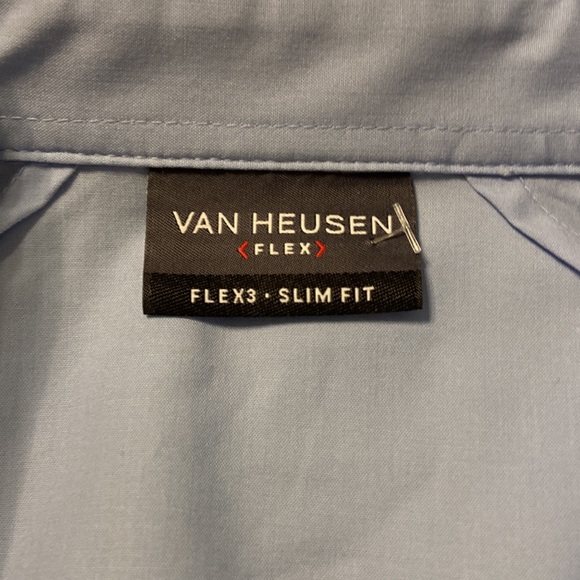 VAN HEUSEN
<FLEX>
FLEX3 · SLIM FIT